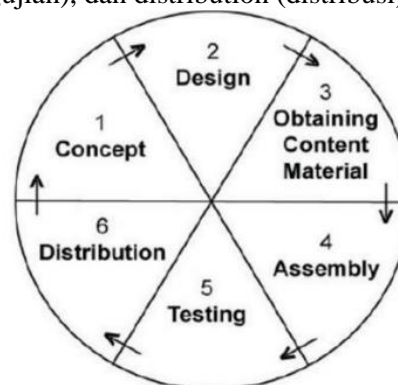 dan distribution (distribusi)
1
Concept
2
Design
3
Obtaining
Content
Material
4
Assembly
5
Testing
6
Distribution